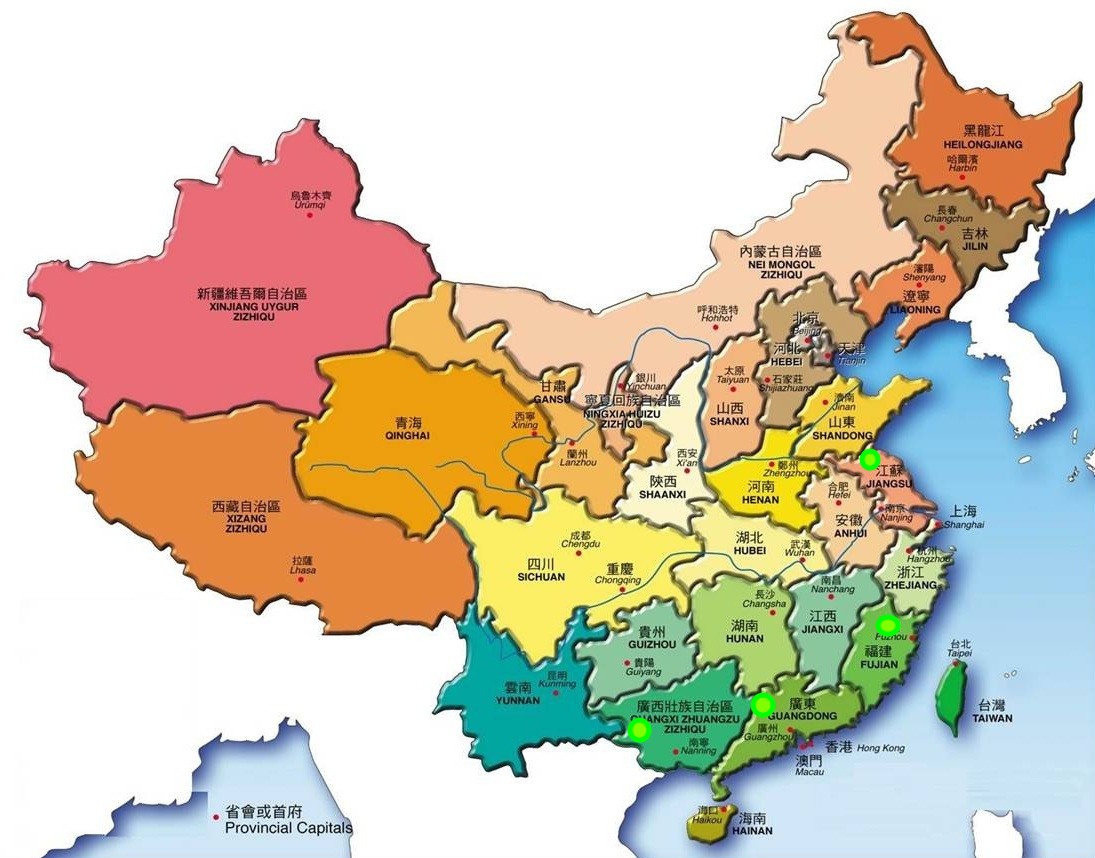 黑龍江
HEILONGJIANG
哈爾濱
Harbin
長春
Changchun
吉林
JILIN
烏魯木齊
Urümqi
內蒙古自治區
NEI MONGOL
ZIZHIQU
瀋陽
Shenyang
遼寧
LIAONING
新疆維吾爾自治區
XINJIANG UYGUR
ZIZHIQU
呼和浩特
Hohhot
北京
Beijing
河北
HEBEI
天津
Tianjin
太原
Taiyuan
石家莊
Shijiazhuang
銀川
Yinchuan
甘肅
GANSU
寧夏回族自治區
NINGXIA HUIZU
ZIZHIQU
山西
SHANXI
濟南
Jinan
山東
SHANDONG
青海
QINGHAI
西寧
Xining
蘭州
Lanzhou
西安
Xi'an
鄭州
Zhengzhou
陝西
SHAANXI
河南
HENAN
江蘇
JIANGSU
合肥
Hefei
安徽
ANHUI
南京
Nanjing
上海
Shanghai
西藏自治區
XIZANG
ZIZHIQU
拉薩
Lhasa
成都
Chengdu
四川
SICHUAN
重慶
Chongqing
湖北
HUBEI
武漢
Wuhan
杭州
Hangzhou
浙江
ZHEJIANG
長沙
Changsha
湖南
HUNAN
南昌
Nanchang
江西
JIANGXI
貴州
GUIZHOU
貴陽
Guiyang
Fuzhou
福建
FUJIAN
台北
Taipei
台灣
TAIWAN
雲南
YUNNAN
昆明
Kunming
廣西壯族自治區
GUANGXI ZHUANGZU
ZIZHIQU
南寧
Nanning
廣東
GUANGDONG
廣州
Guangzhou
香港 Hong Kong
澳門
Macau
海口
Haikou
海南
HAINAN
省會或首府
Provincial Capitals